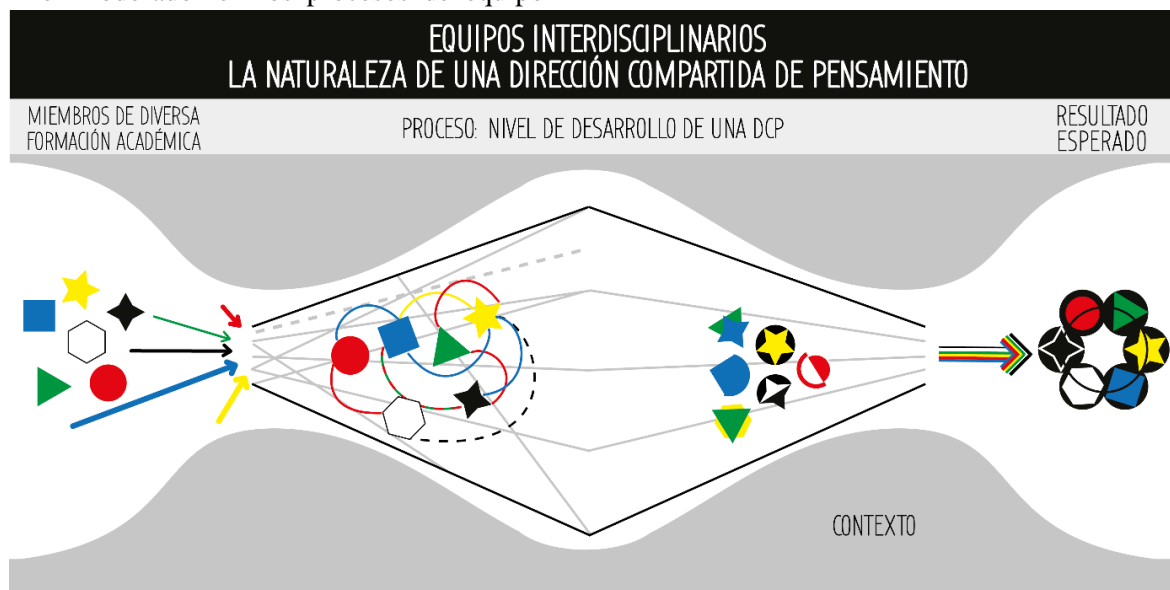 EQUIPOS INTERDISCIPLINARIOS
LA NATURALEZA DE UNA DIRECCIÓN COMPARTIDA DE PENSAMIENTO
MIEMBROS DE DIVERSA
FORMACIÓN ACADÉMICA
PROCESO: NIVEL DE DESARROLLO DE UNA DCP
RESULTADO
ESPERADO
CONTEXTO